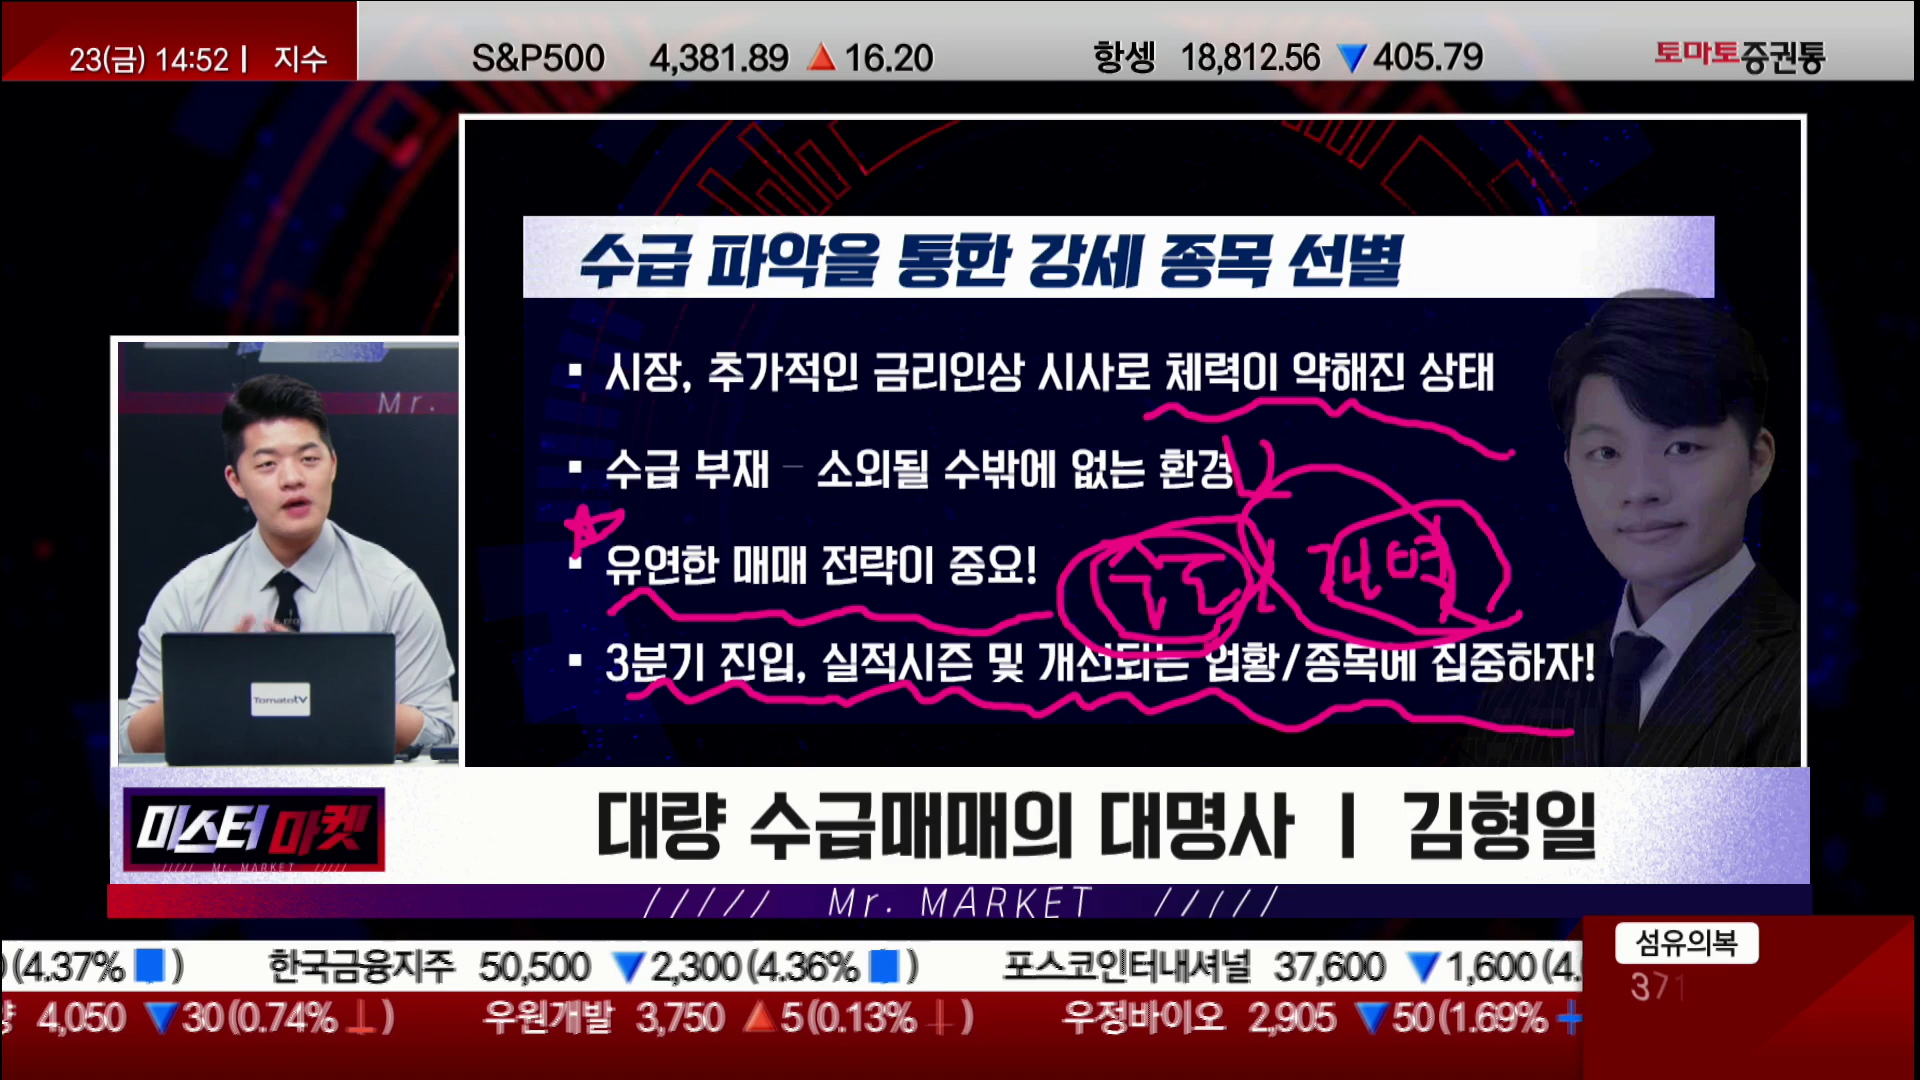 23(금) 14:52 | 지수 S&P500 4,381.89 ▲16.20 항셍 18,812.56 ▼405.79 토마토증권통
수급 파악을 통한 강세 종목 선별
▪ 시장, 추가적인 금리인상 시사로 체력이 약해진 상태
▪ 수급 부재 – 소외될 수밖에 없는 환경
▪ 유연한 매매 전략이 중요!
개별
▪ 3분기 진입, 실적시즌 및 개선되는 업황/종목에 집중하자!
Mr.
TomatoTV
미스터 마켓
///// Mr. MARKET /////
대량 수급매매의 대명사 | 김형일
///// Mr. MARKET /////
(4.37% ■) 한국금융지주 50,500 ▼2,300(4.36% ■) 포스코인터내셔널 37,600 ▼1,600(4.
4,050 ▼30(0.74%↓) 우원개발 3,750 ▲5(0.13%↓) 우정바이오 2,905 ▼50(1.69%
섬유의복
371